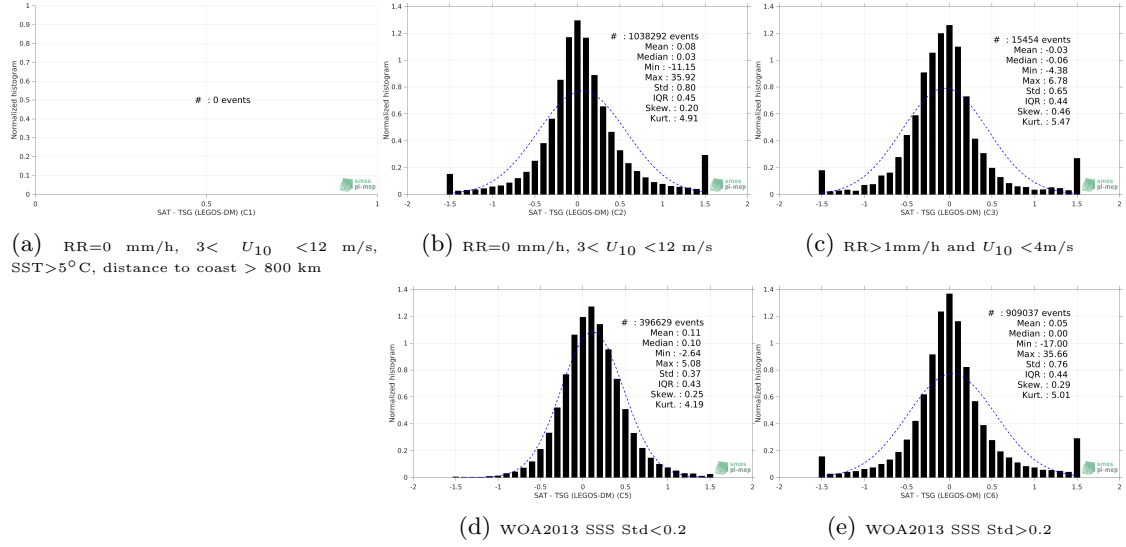 1
0.9
0.8
0.7
0.6
0.5
0.4
0.3
0.2
0.1
0
Normalized histogram
# : 0 events
smos
pi-mep
0 0.5 1
SAT - TSG (LEGOS-DM) (C1)
(a) RR=0 mm/h, 3< U10 <12 m/s,
SST>5°C, distance to coast > 800 km
1.4
1.2
1
0.8
0.6
0.4
0.2
0
Normalized histogram
# : 1038292 events
Mean : 0.08
Median : 0.03
Min : -11.15
Max : 35.92
Std : 0.80
IQR : 0.45
Skew. : 0.20
Kurt. : 4.91
smos
pi-mep
-2 -1.5 -1 -0.5 0 0.5 1 1.5 2
SAT - TSG (LEGOS-DM) (C2)
(b) RR=0 mm/h, 3< U10 <12 m/s
1.4
1.2
1
0.8
0.6
0.4
0.2
0
Normalized histogram
# : 15454 events
Mean : -0.03
Median : -0.06
Min : -4.38
Max : 6.78
Std : 0.65
IQR : 0.44
Skew. : 0.46
Kurt. : 5.47
smos
pi-mep
-2 -1.5 -1 -0.5 0 0.5 1 1.5 2
SAT - TSG (LEGOS-DM) (C3)
(c) RR>1mm/h and U10 <4m/s
1.4
1.2
1
0.8
0.6
0.4
0.2
0
Normalized histogram
# : 396629 events
Mean : 0.11
Median : 0.10
Min : -2.64
Max : 5.08
Std : 0.37
IQR : 0.43
Skew. : 0.25
Kurt. : 4.19
smos
pi-mep
-2 -1.5 -1 -0.5 0 0.5 1 1.5 2
SAT - TSG (LEGOS-DM) (C5)
(d) WOA2013 SSS Std<0.2
1.4
1.2
1
0.8
0.6
0.4
0.2
0
Normalized histogram
# : 909037 events
Mean : 0.05
Median : 0.00
Min : -17.00
Max : 35.66
Std : 0.76
IQR : 0.44
Skew. : 0.29
Kurt. : 5.01
smos
pi-mep
-2 -1.5 -1 -0.5 0 0.5 1 1.5 2
SAT - TSG (LEGOS-DM) (C6)
(e) WOA2013 SSS Std>0.2